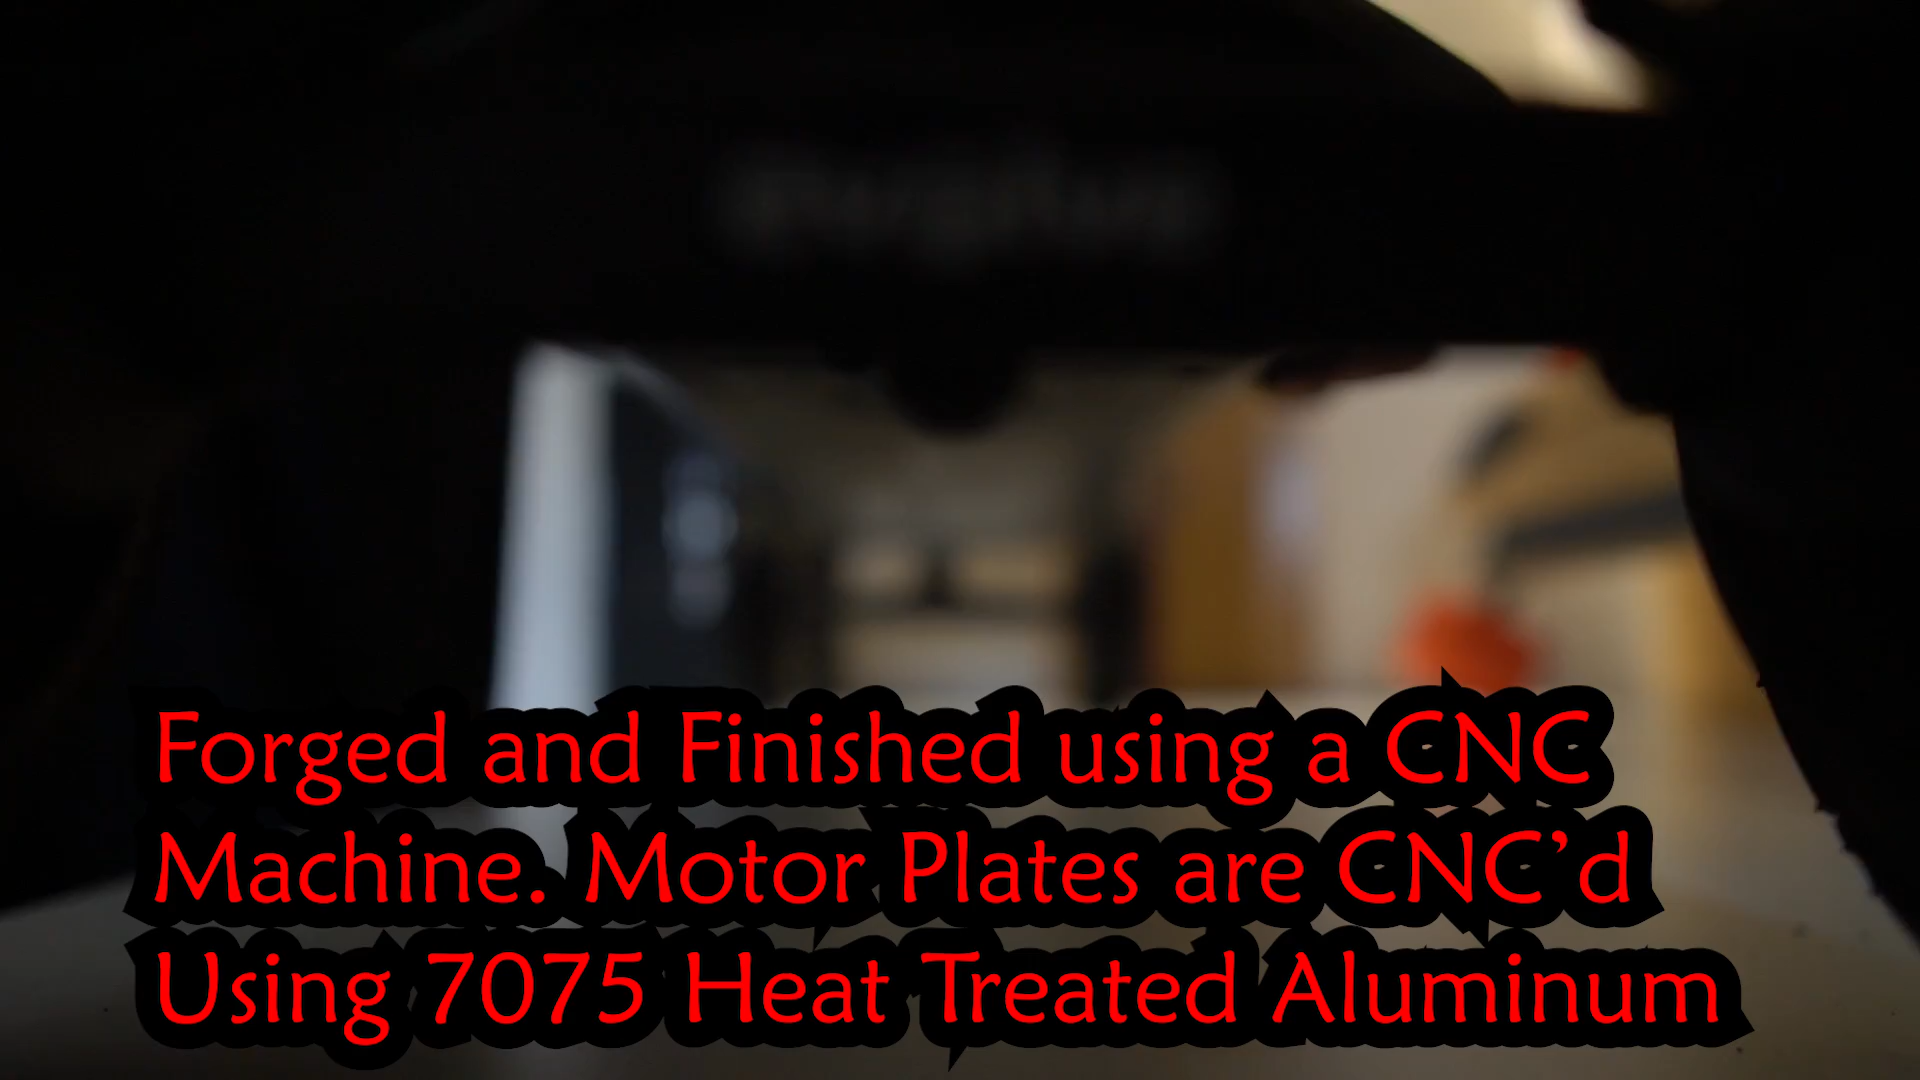 Forged and Finished using a CNC
Machine. Motor Plates are CNC’d
Using 7075 Heat Treated Aluminum